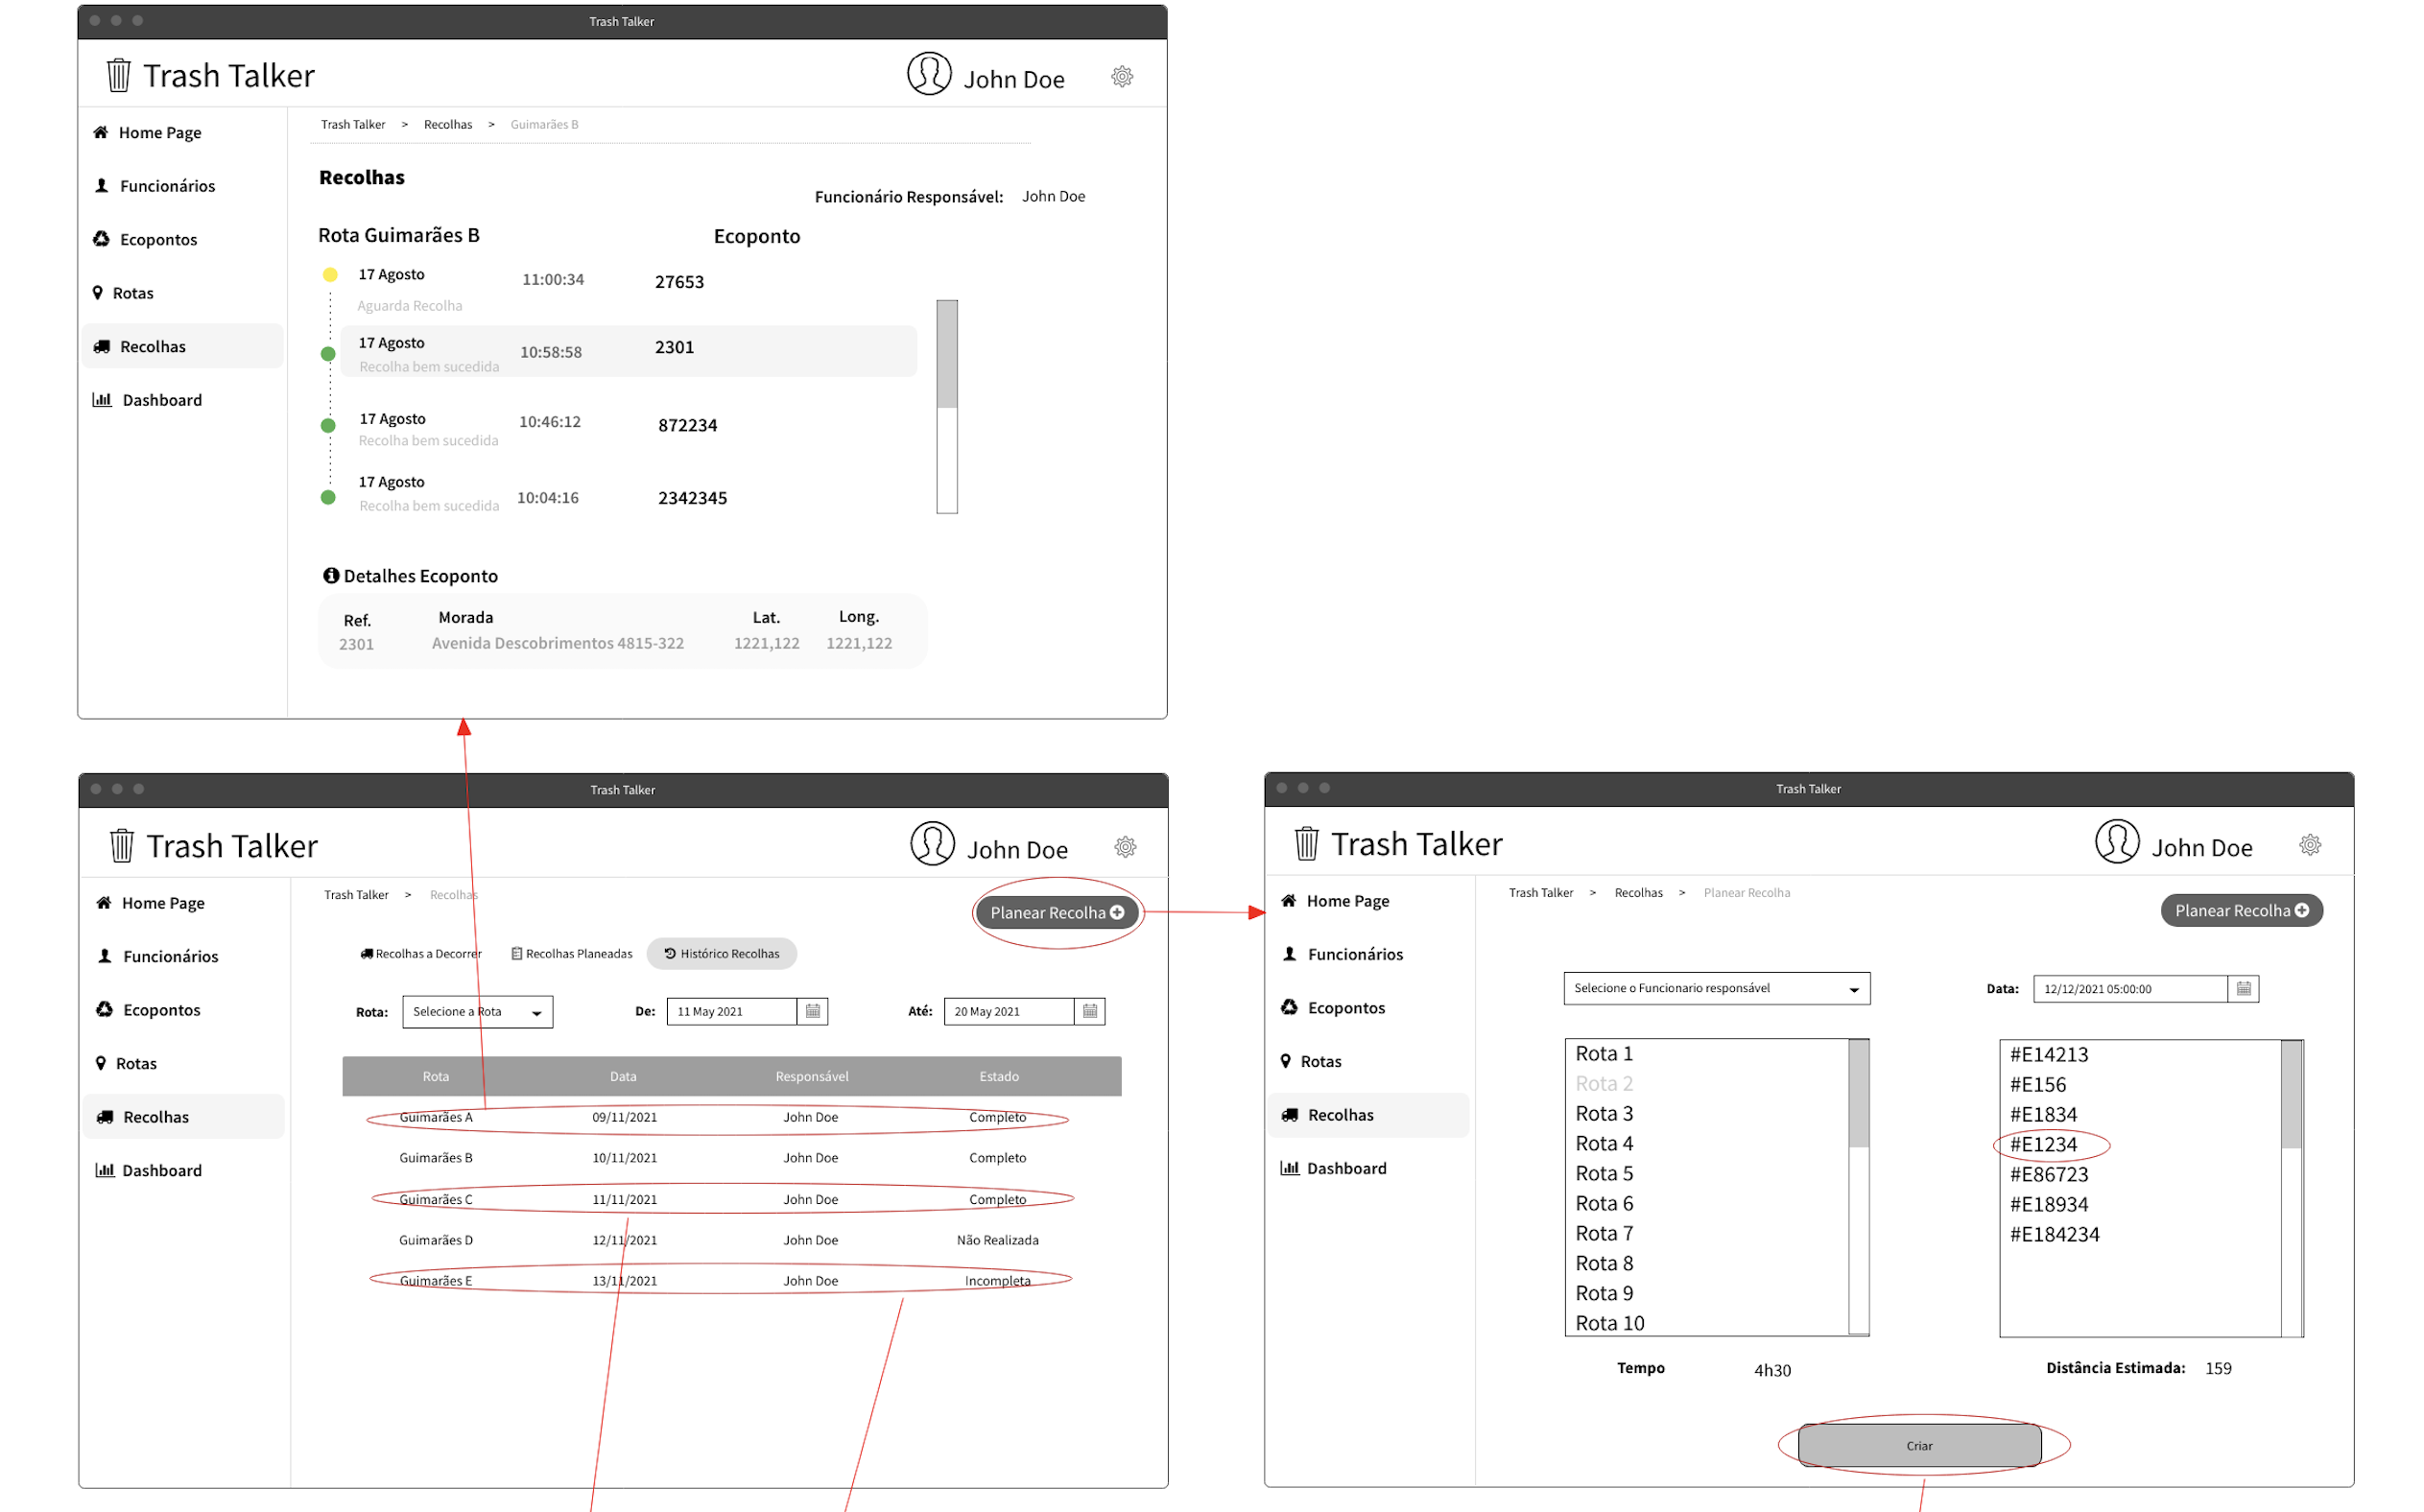 Trash Talker
Trash Talker
John Doe
Home Page
Funcionários
Ecopontos
Rotas
Recolhas
Dashboard
Trash Talker > Recolhas > Guimarães B
Recolhas
Funcionário Responsável: John Doe
Rota Guimarães B
Ecoponto
17 Agosto 11:00:34 27653
Aguarda Recolha
17 Agosto 10:58:58 2301
Recolha bem sucedida
17 Agosto 10:46:12 872234
Recolha bem sucedida
17 Agosto 10:04:16 2342345
Recolha bem sucedida
Detalhes Ecoponto
Ref. Morada Lat. Long.
2301 Avenida Descobrimentos 4815-322 1221,122 1221,122
Trash Talker
Trash Talker
John Doe
Home Page
Funcionários
Ecopontos
Rotas
Recolhas
Dashboard
Trash Talker > Recolhas
Planear Recolha
Recolhas a Decorrer Recolhas Planeadas Histórico Recolhas
Rota: Selecione a Rota De: 11 May 2021 Até: 20 May 2021
Rota Data Responsável Estado
Guimarães A 09/11/2021 John Doe Completo
Guimarães B 10/11/2021 John Doe Completo
Guimarães C 11/11/2021 John Doe Completo
Guimarães D 12/11/2021 John Doe Não Realizada
Guimarães E 13/11/2021 John Doe Incompleta
Trash Talker
Trash Talker
John Doe
Home Page
Funcionários
Ecopontos
Rotas
Recolhas
Dashboard
Trash Talker > Recolhas > Planear Recolha
Planear Recolha
Selecione o Funcionario responsável
Data: 12/12/2021 05:00:00
Rota 1
Rota 2
Rota 3
Rota 4
Rota 5
Rota 6
Rota 7
Rota 8
Rota 9
Rota 10
#E14213
#E156
#E1834
#E1234
#E86723
#E18934
#E184234
Tempo 4h30
Distância Estimada: 159
Criar